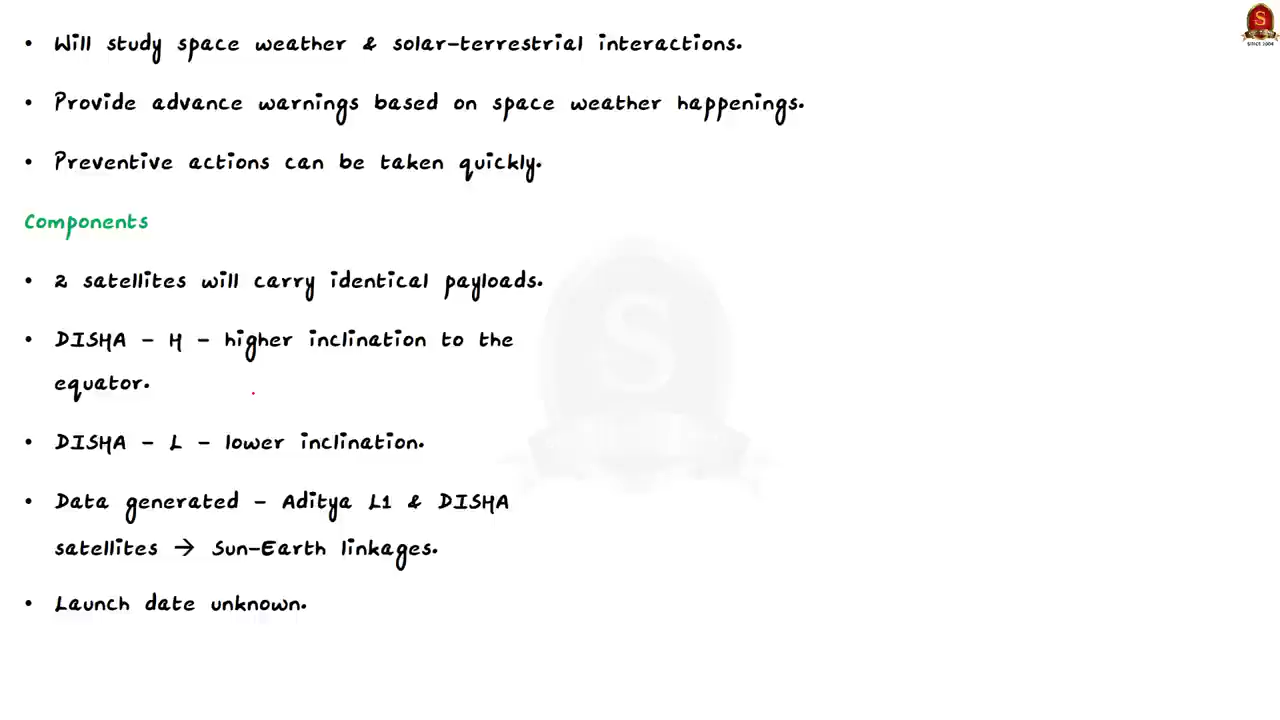 • Will study space weather & solar-terrestrial interactions.
• Provide advance warnings based on space weather happenings.
• Preventive actions can be taken quickly.
Components
• 2 satellites will carry identical payloads.
• DISHA - H - higher inclination to the
equator.
• DISHA - L - lower inclination.
• Data generated - Aditya L1 & DISHA
satellites → Sun-Earth linkages.
• Launch date unknown.
S
SINCE 2004
S